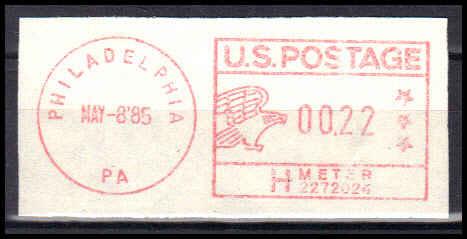 PHILADELPHIA
MAY-8'85
PA
U.S. POSTAGE
00.22
H METER
2272024